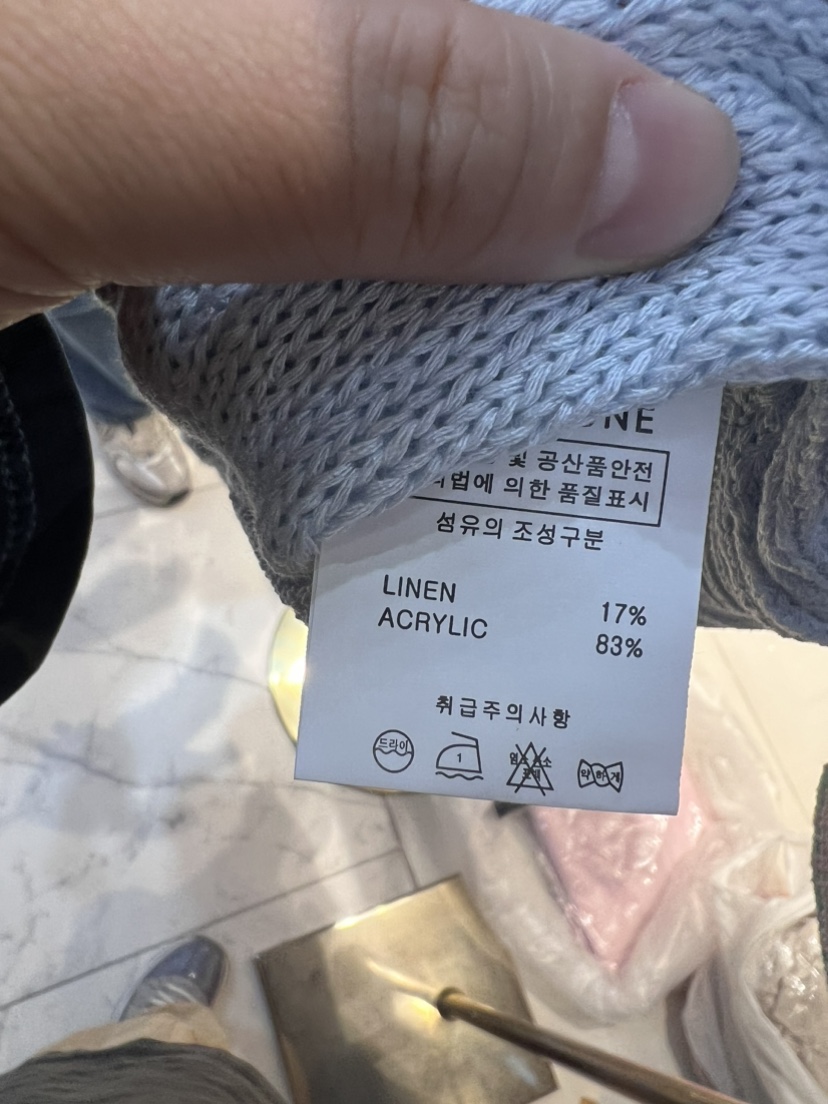 및 공산품안전
법에 의한 품질표시
섬유의 조성구분
LINEN 17%
ACRYLIC 83%
취급주의사항
드라이
1
약하게